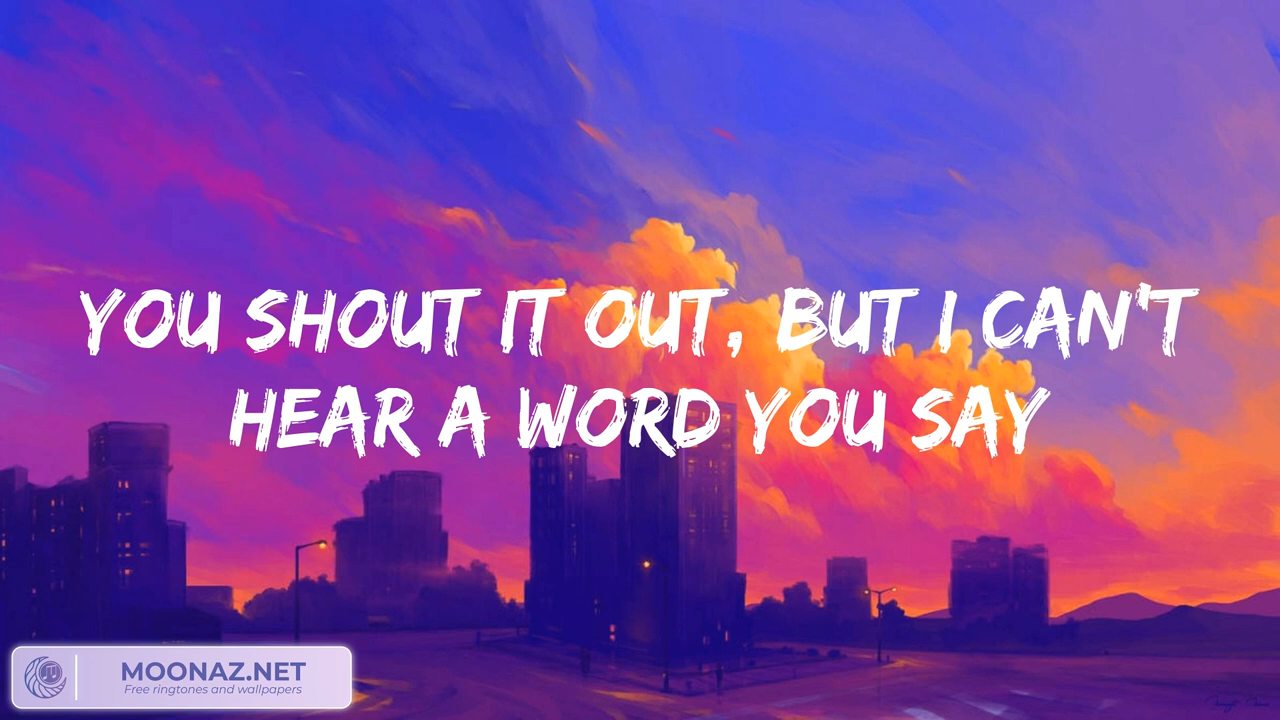 YOU SHOUT IT OUT, BUT I CAN'T
HEAR A WORD YOU SAY
MOONAZ.NET
Free ringtones and wallpapers